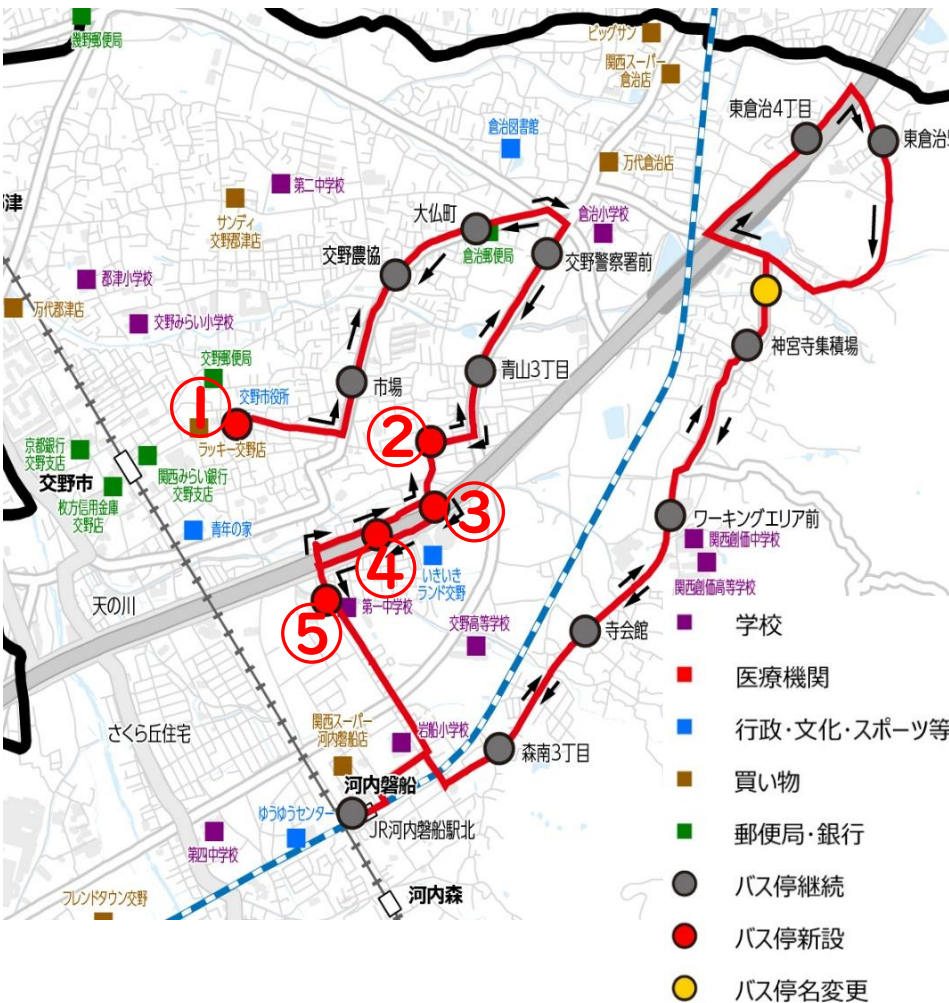 幾野郵便局
ビッグサン
関西スーパー
倉治店
東倉治4丁目
東倉治5
倉治図書館
万代倉治店
津
第二中学校
サンディ
交野郡津店
大仏町
倉治小学校
倉治郵便局
交野警察署前
交野農協
郡津小学校
万代郡津店
交野みらい小学校
神宮寺集積場
交野郵便局
交野市役所
市場
青山3丁目
①
ラッキー交野店
②
京都銀行
交野支店
交野市
関西みらい銀行
交野支店
枚方信用金庫
交野店
青年の家
③
ワーキングエリア前
関西創価中学校
関西創価高等学校
④
いきいき
ランド交野
天の川
⑤
第一中学校
交野高等学校
寺会館
さくら丘住宅
関西スーパー
河内磐船店
岩船小学校
森南3丁目
河内磐船
ゆうゆうセンター
JR河内磐船駅北
第四中学校
フレンドタウン交野
河内森
学校
医療機関
行政・文化・スポーツ等
買い物
郵便局・銀行
バス停継続
バス停新設
バス停名変更